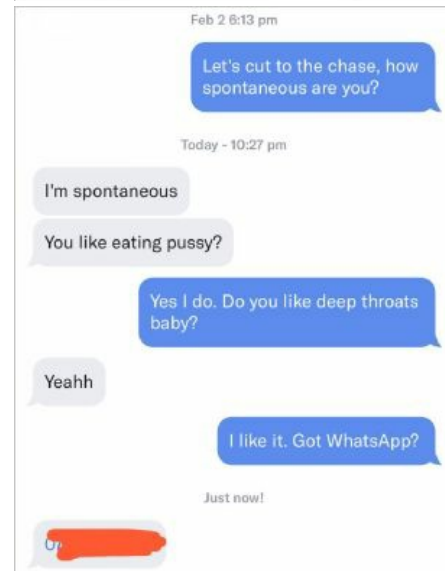 Feb 2 6:13 pm
Let's cut to the chase, how
spontaneous are you?
Today - 10:27 pm
I'm spontaneous
You like eating pussy?
Yes I do. Do you like deep throats
baby?
Yeahh
I like it. Got WhatsApp?
Just now!